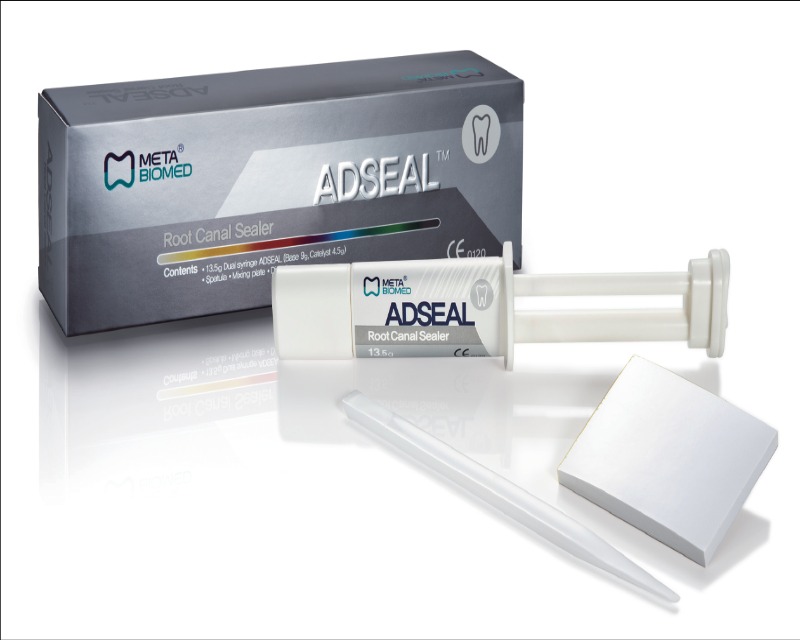 META®
BIOMED
ADSEAL™
Root Canal Sealer
Contents • 13.5g Dual syringe ADSEAL (Base 9g, Catalyst 4.5g)
• Spatula • Mixing plate
CE 0120
META®
BIOMED
ADSEAL
Root Canal Sealer
13.5g
CE